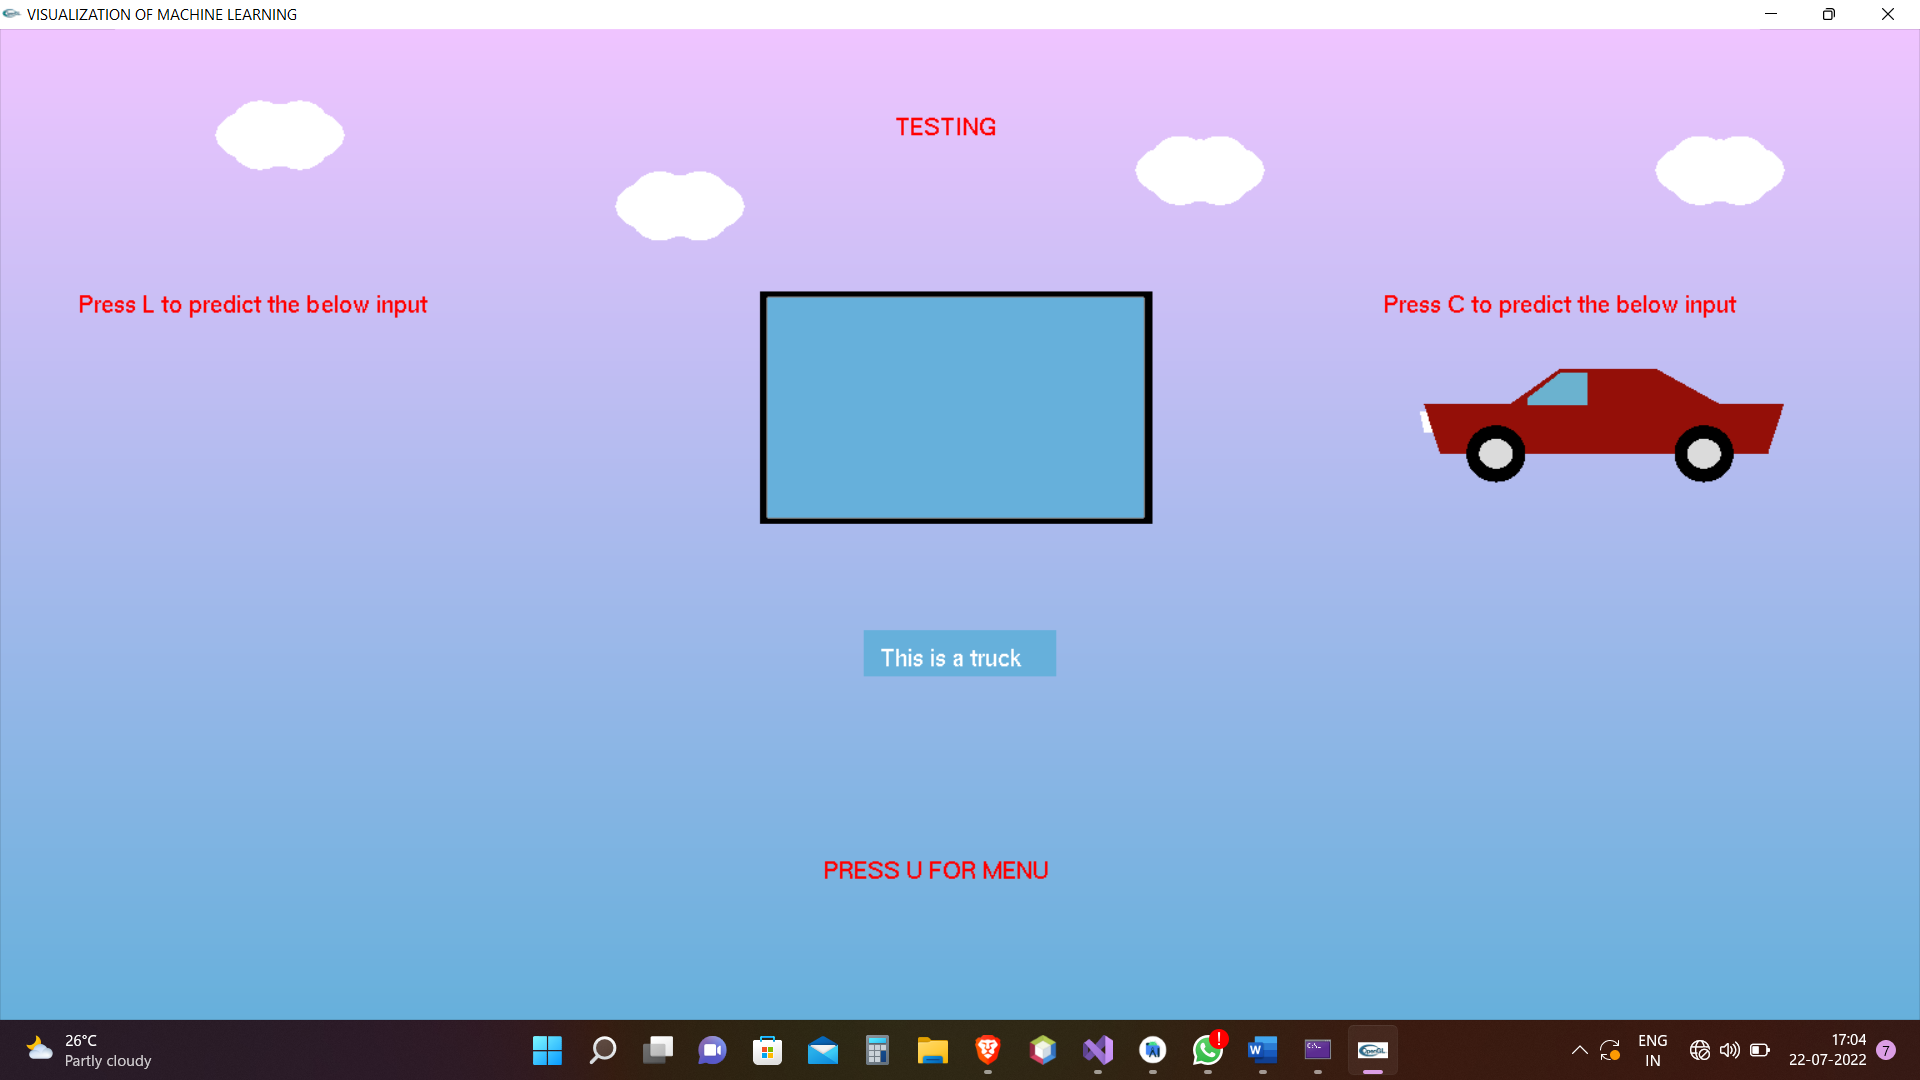 VISUALIZATION OF MACHINE LEARNING
TESTING
Press L to predict the below input
Press C to predict the below input
This is a truck
PRESS U FOR MENU
26°C
Partly cloudy
ENG
IN
17:04
22-07-2022
7